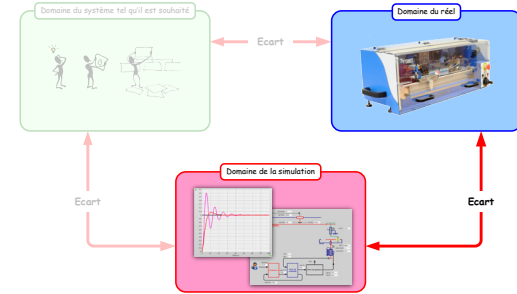 Domaine du système tel qu'il est souhaité
Domaine du réel
Ecart
Ecart
Ecart
Domaine de la simulation